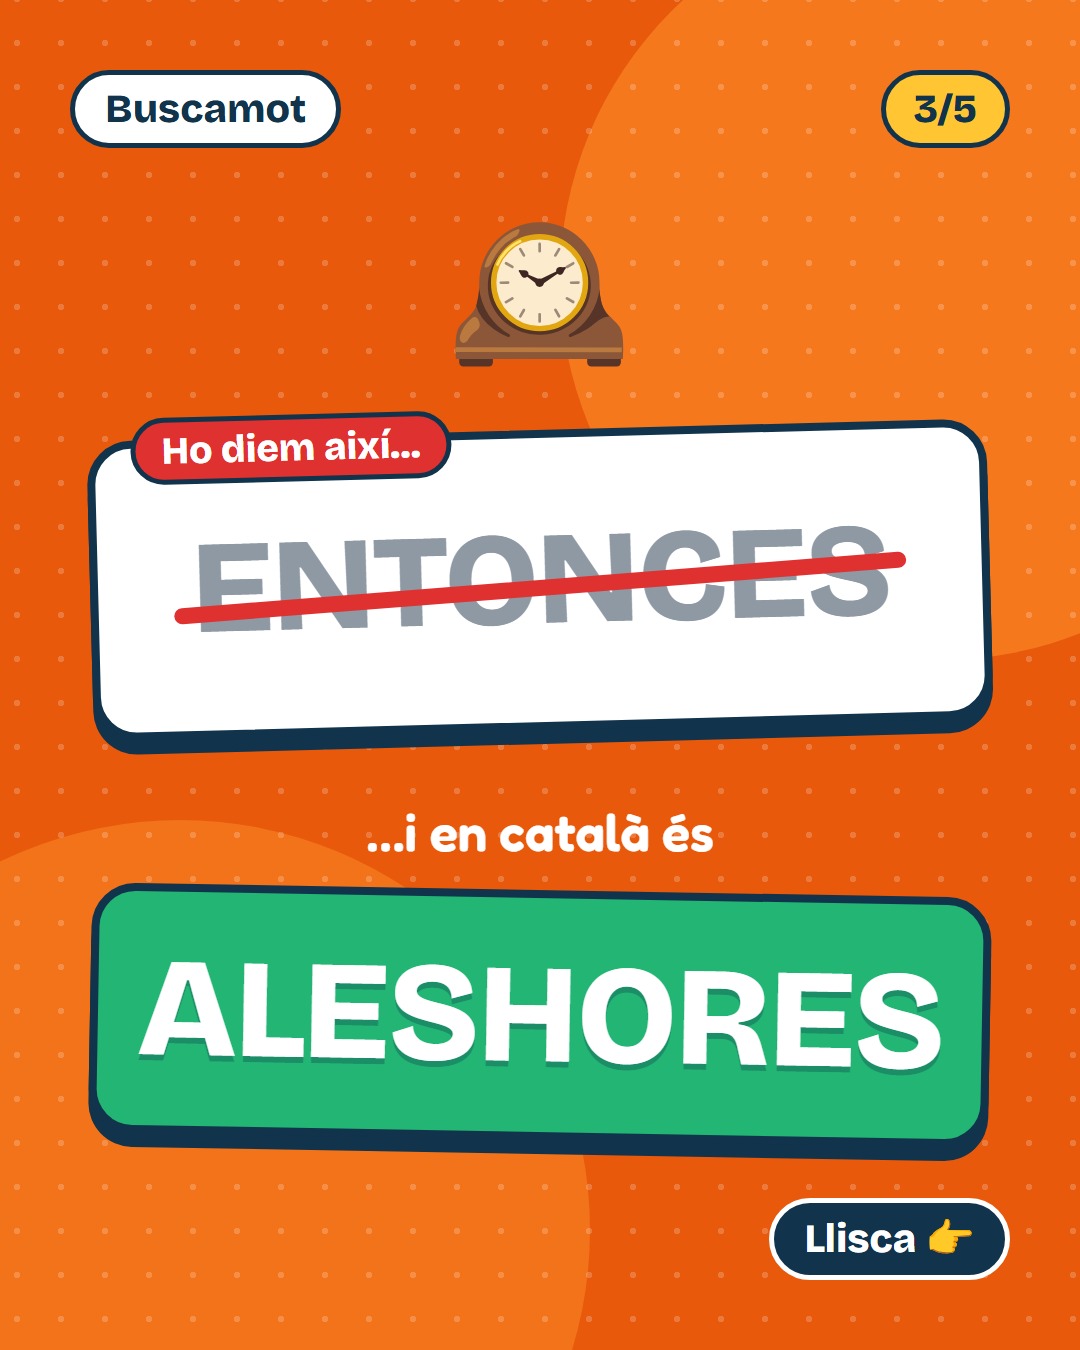 Buscamot
3/5
Ho diem així...
ENTONCES
...i en català és
ALESHORES
Llisca 👉